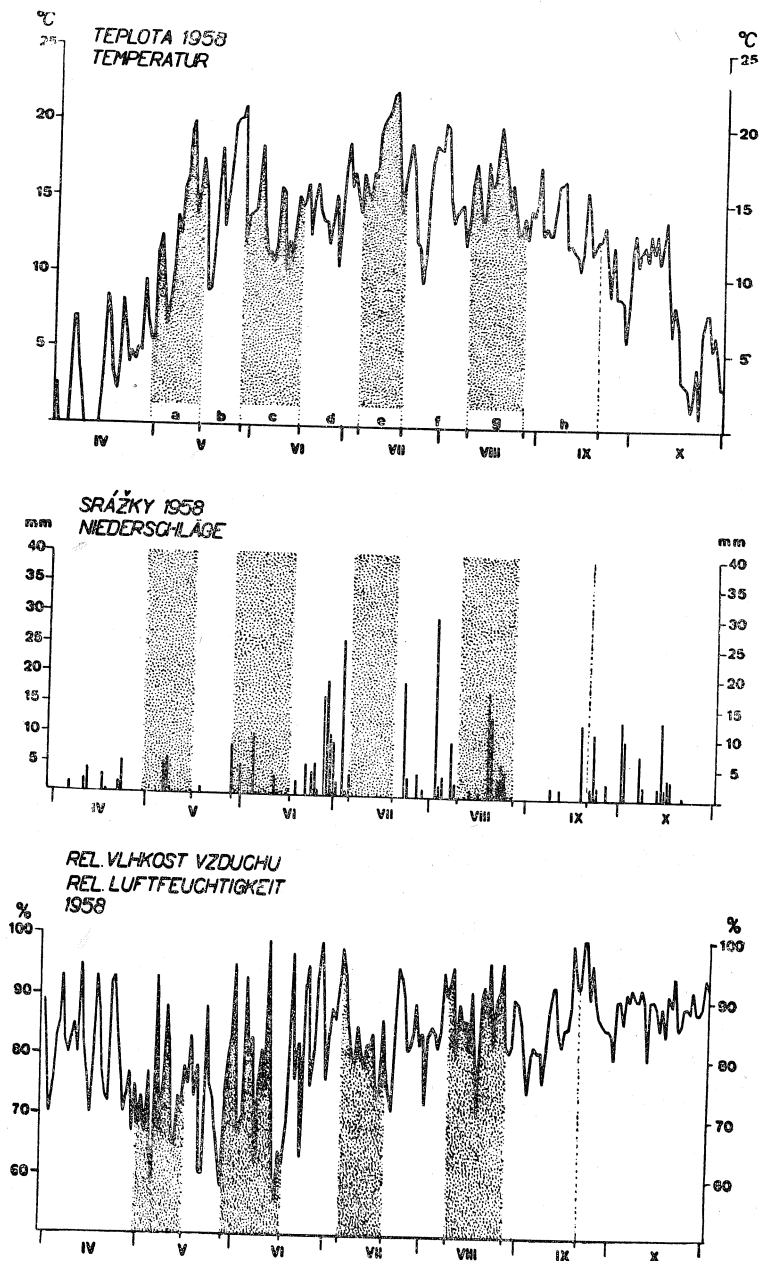 °C
TEPLOTA 1958
TEMPERATUR
°C
25
25
20
20
15
15
10
10
5
5
a b c d e f g h
IV V VI VII VIII IX X
SRÁŽKY 1958
NIEDERSCHLÄGE
mm
mm
40
40
35
35
30
30
25
25
20
20
15
15
10
10
5
5
IV V VI VII VIII IX X
REL. VLHKOST VZDUCHU
REL. LUFTFEUCHTIGKEIT
1958
%
%
100
100
90
90
80
80
70
70
60
60
IV V VI VII VIII IX X